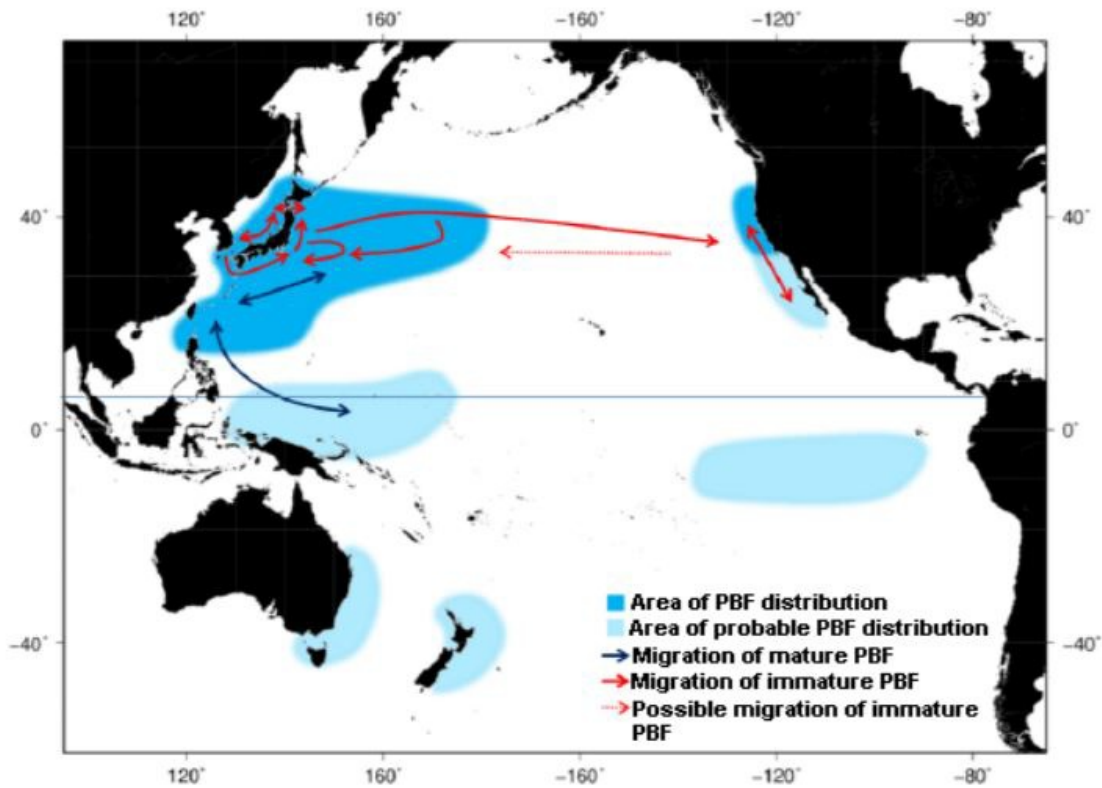 120° 160° -160° -120° -80°
40° 40°
0° 0°
Area of PBF distribution
Area of probable PBF distribution
-40° -40°
Migration of mature PBF
Migration of immature PBF
Possible migration of immature
PBF
120° 160° -160° -120° -80°